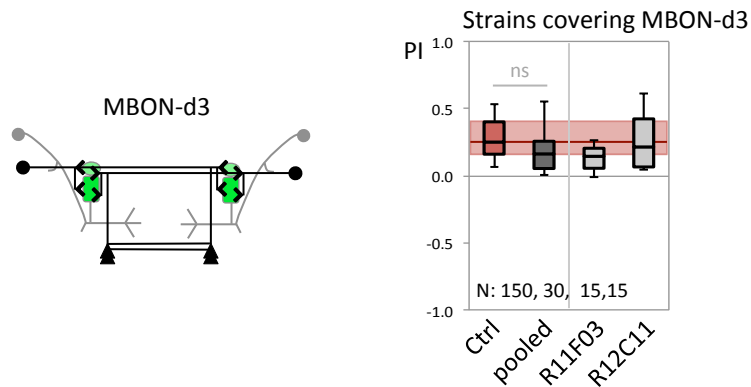 Strains covering MBON-d3
PI
MBON-d3
1.0
ns
0.5
0.0
-0.5
N: 150, 30, 15,15
-1.0
Ctrl
pooled
R11F03
R12C11